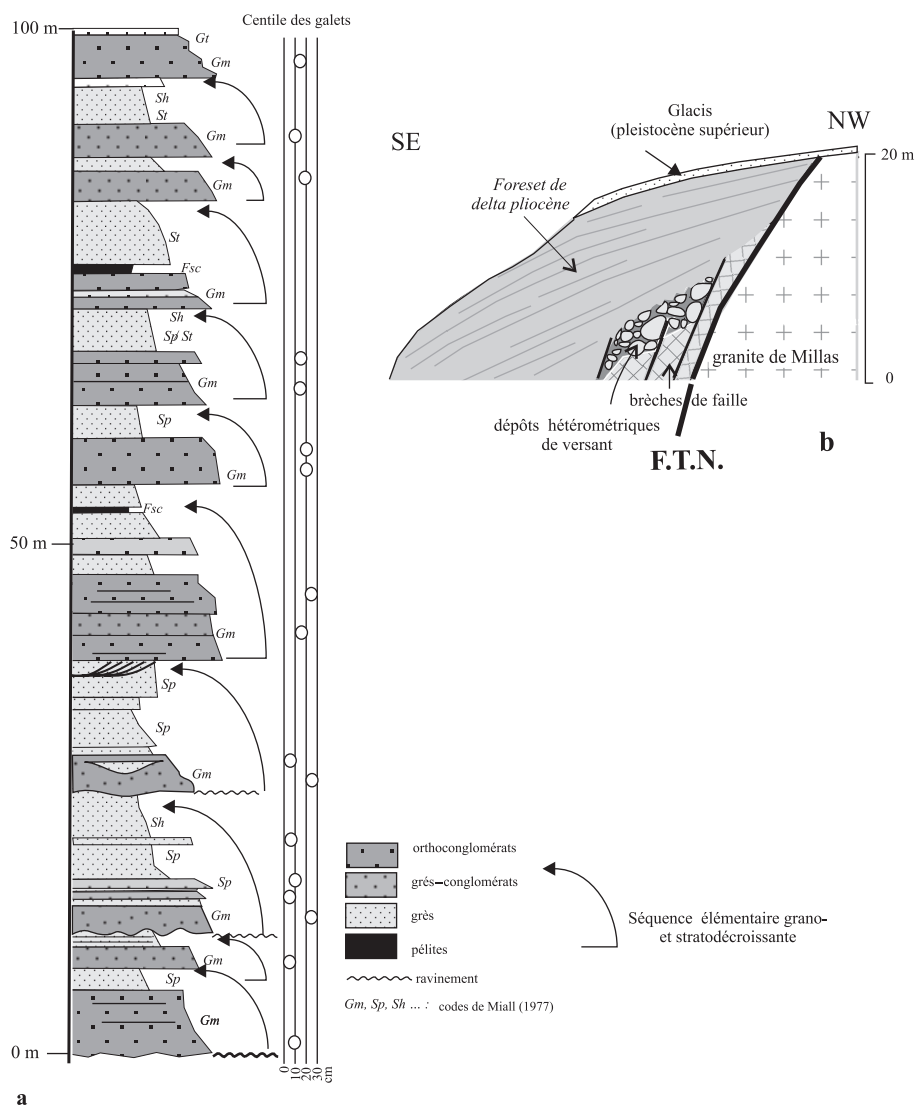 Centile des galets
100 m
Gt
Gm
Sh
St
Gm
Gm
St
Fsc
Gm
Sh
Sp/ St
Gm
Sp
Gm
Fsc
50 m
Gm
Sp
Sp
Gm
Sh
Sp
Sp
Gm
Gm
Sp
Gm
0 m
0
10
20
30
cm
a
SE
NW
Glacis
(pleistocène supérieur)
20 m
Foreset de
delta pliocène
granite de Millas
0
brèches de faille
dépôts hétérométriques
de versant
F.T.N.
b
orthoconglomérats
grés–conglomérats
grès
pélites
ravinement
Gm, Sp, Sh ... : codes de Miall (1977)
Séquence élémentaire grano-
et stratodécroissante